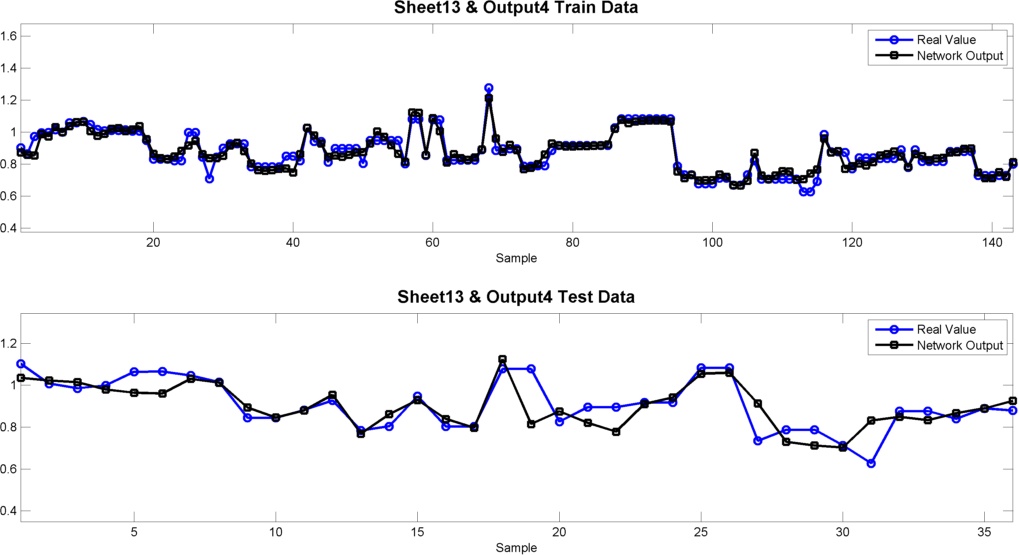 Sheet13 & Output4 Train Data
1.6
1.4
1.2
1
0.8
0.6
0.4
Real Value
Network Output
20 40 60 80 100 120 140
Sample
Sheet13 & Output4 Test Data
1.2
1
0.8
0.6
0.4
Real Value
Network Output
5 10 15 20 25 30 35
Sample